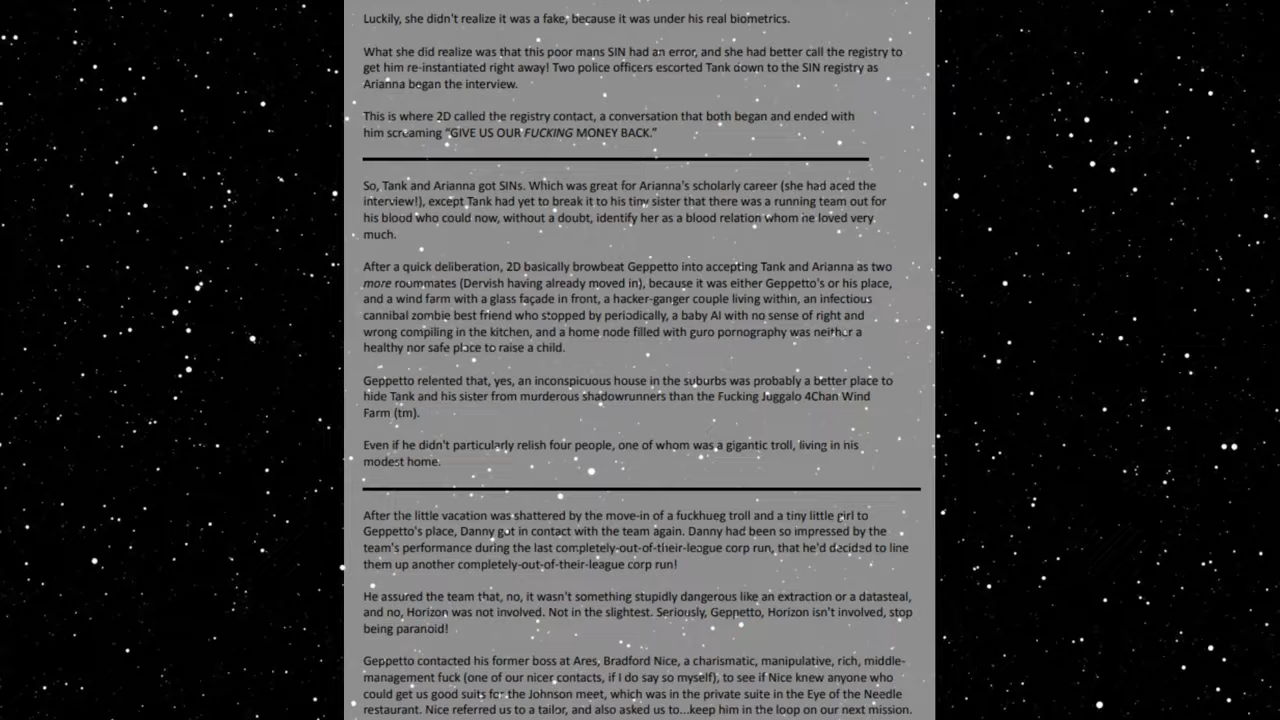 Luckily, she didn't realize it was a fake, because it was under his real biometrics.
What she did realize was that this poor mans SIN had an error, and she had better call the registry to
get him re-instantiated right away! Two police officers escorted Tank down to the SIN registry as
Arianna began the interview.
This is where 2D called the registry contact, a conversation that both began and ended with
him screaming "GIVE US OUR FUCKING MONEY BACK."
So, Tank and Arianna got SINs. Which was great for Arianna's scholarly career (she had aced the
interview!), except Tank had yet to break it to his tiny sister that there was a running team out for
his blood who could now, without a doubt, identify her as a blood relation whom he loved very
much.
After a quick deliberation, 2D basically browbeat Geppetto into accepting Tank and Arianna as two
more roommates (Dervish having already moved in), because it was either Geppetto's or his place,
and a wind farm with a glass façade in front, a hacker-ganger couple living within, an infectious
cannibal zombie best friend who stopped by periodically, a baby AI with no sense of right and
wrong compiling in the kitchen, and a home node filled with guro pornography was neither a
healthy nor safe place to raise a child.
Geppetto relented that, yes, an inconspicuous house in the suburbs was probably a better place to
hide Tank and his sister from murderous shadowrunners than the Fucking Juggalo 4Chan Wind
Farm (tm).
Even if he didn't particularly relish four people, one of whom was a gigantic troll, living in his
modest home.
After the little vacation was shattered by the move-in of a fuckhueg troll and a tiny little girl to
Geppetto's place, Danny got in contact with the team again. Danny had been so impressed by the
team's performance during the last completely-out-of-their-league corp run, that he'd decided to line
them up another completely-out-of-their-league corp run!
He assured the team that, no, it wasn't something stupidly dangerous like an extraction or a datasteal,
and no, Horizon was not involved. Not in the slightest. Seriously, Geppetto, Horizon isn't involved, stop
being paranoid!
Geppetto contacted his former boss at Ares, Bradford Nice, a charismatic, manipulative, rich, middle-
management fuck (one of our nicer contacts, if I do say so myself), to see if Nice knew anyone who
could get us good suits for the Johnson meet, which was in the private suite in the Eye of the Needle
restaurant. Nice referred us to a tailor, and also asked us to...keep him in the loop on our next mission.